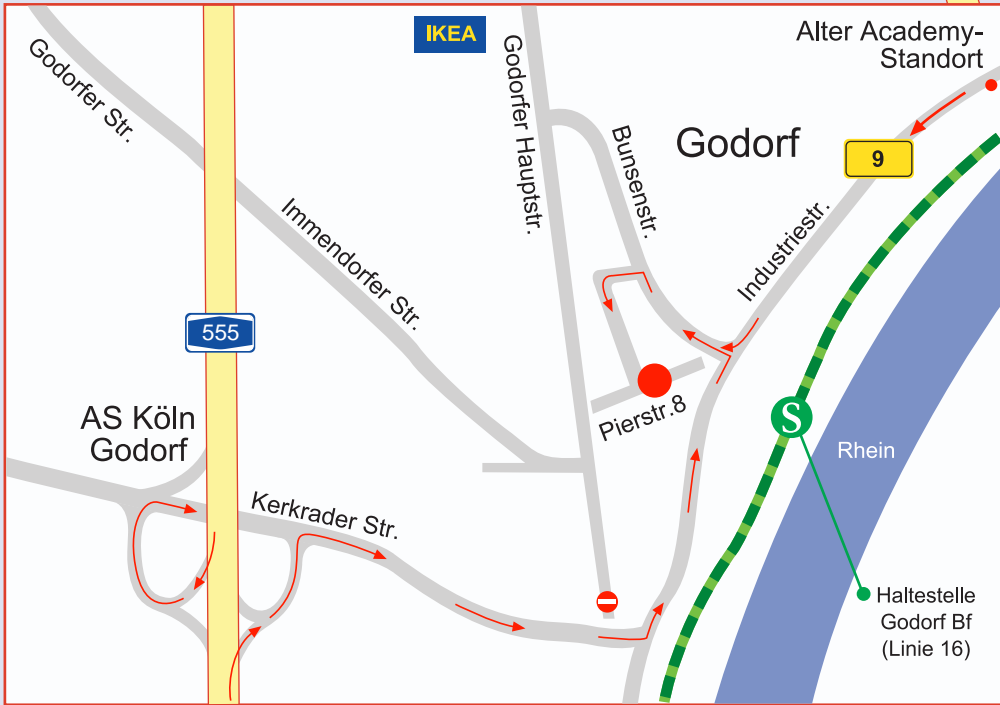 IKEA
Alter Academy-
Standort
Godorfer Str.
Godorfer Hauptstr.
Bunsenstr.
Godorf
9
Immendorfer Str.
Industriestr.
555
AS Köln
Godorf
Pierstr.8
S
Rhein
Kerkrader Str.
Haltestelle
Godorf Bf
(Linie 16)